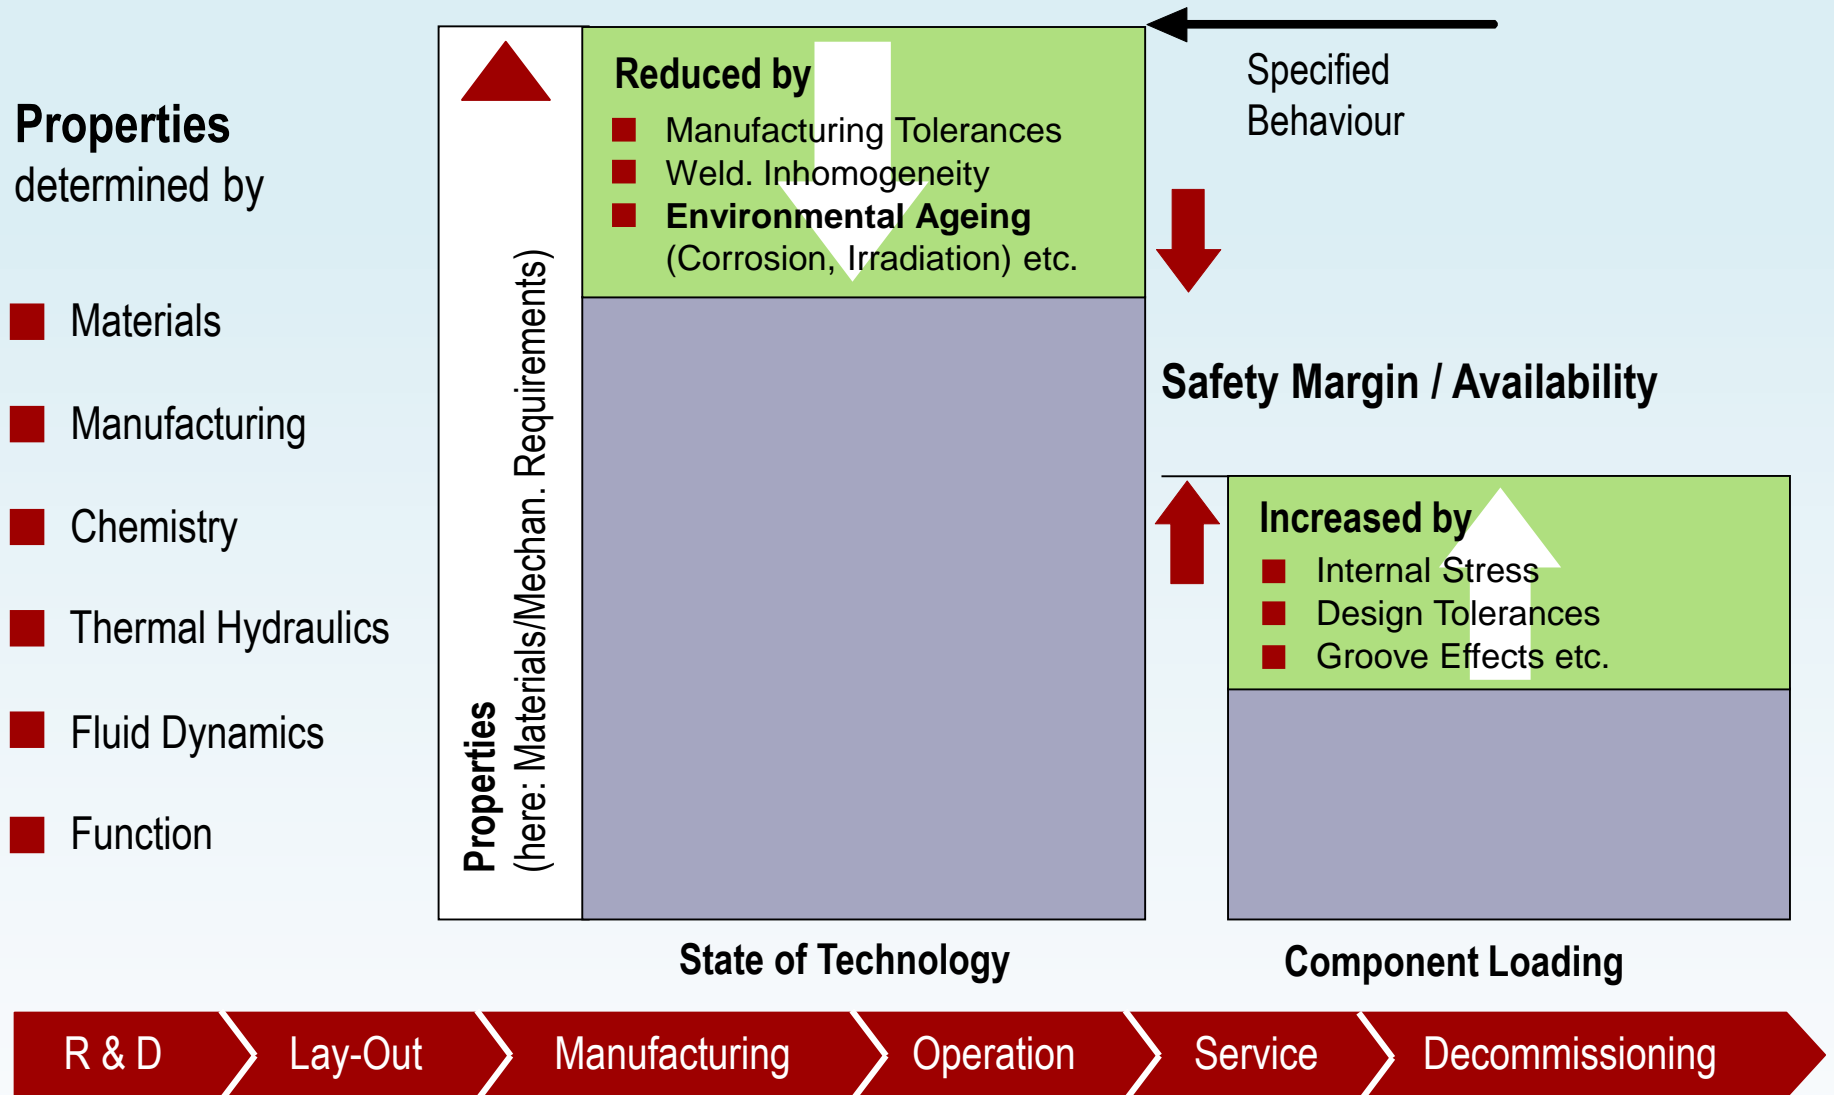 Properties
determined by
Materials
Manufacturing
Chemistry
Thermal Hydraulics
Fluid Dynamics
Function
Properties
(here: Materials/Mechan. Requirements)
Reduced by
Manufacturing Tolerances
Weld. Inhomogeneity
Environmental Ageing
(Corrosion, Irradiation) etc.
Specified
Behaviour
Safety Margin / Availability
Increased by
Internal Stress
Design Tolerances
Groove Effects etc.
State of Technology
Component Loading
R & D
Lay-Out
Manufacturing
Operation
Service
Decommissioning